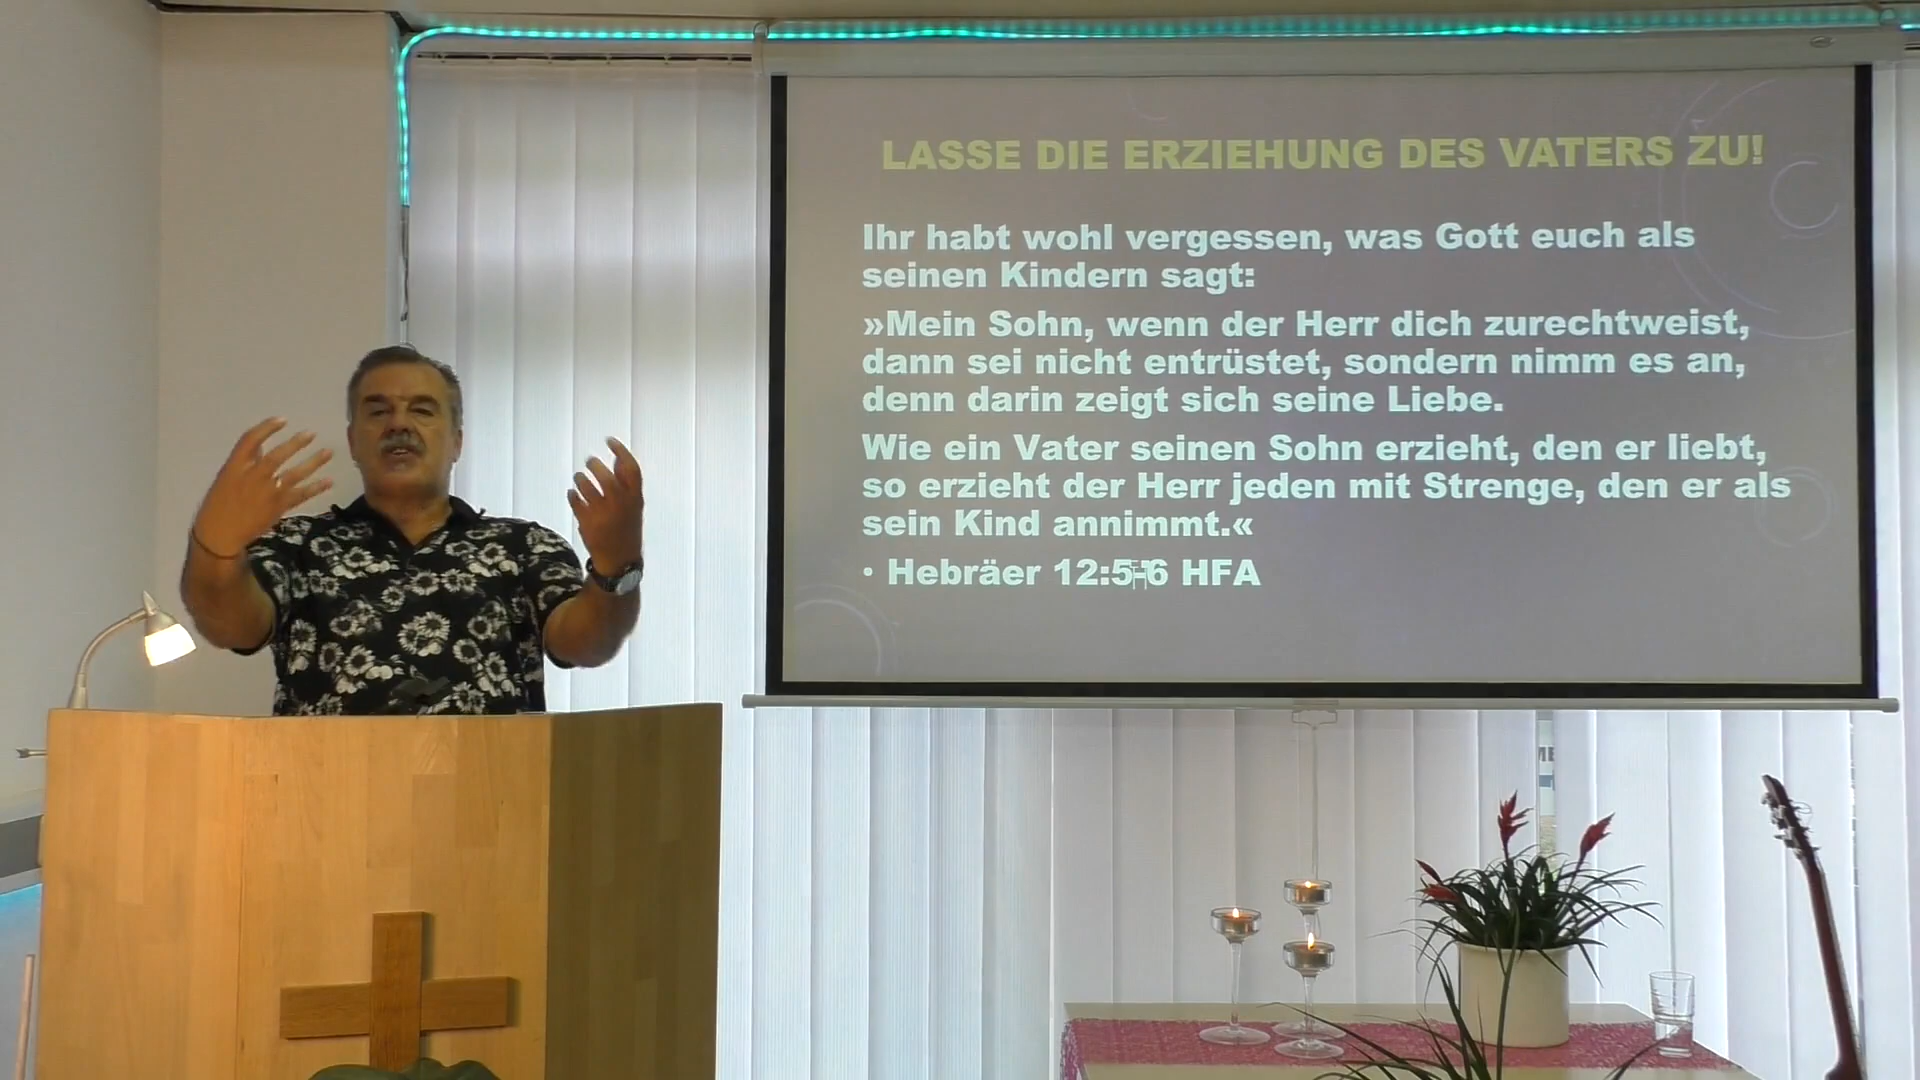 LASSE DIE ERZIEHUNG DES VATERS ZU!
Ihr habt wohl vergessen, was Gott euch als
seinen Kindern sagt:
»Mein Sohn, wenn der Herr dich zurechtweist,
dann sei nicht entrüstet, sondern nimm es an,
denn darin zeigt sich seine Liebe.
Wie ein Vater seinen Sohn erzieht, den er liebt,
so erzieht der Herr jeden mit Strenge, den er als
sein Kind annimmt.«
• Hebräer 12:5-6 HFA